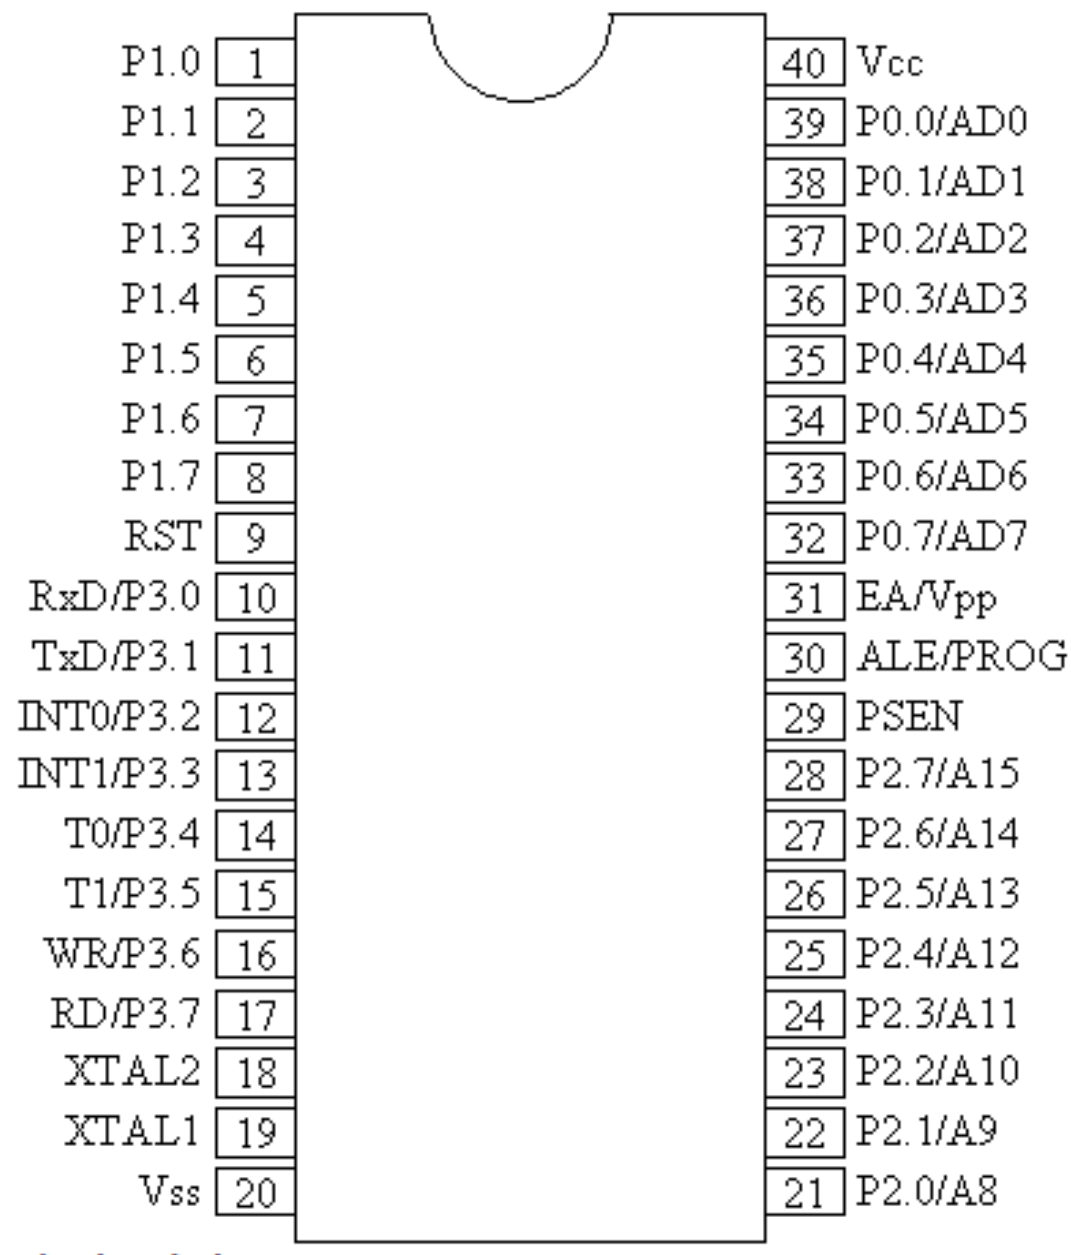 P1.0 1 40 Vcc
P1.1 2 39 P0.0/AD0
P1.2 3 38 P0.1/AD1
P1.3 4 37 P0.2/AD2
P1.4 5 36 P0.3/AD3
P1.5 6 35 P0.4/AD4
P1.6 7 34 P0.5/AD5
P1.7 8 33 P0.6/AD6
RST 9 32 P0.7/AD7
RxD/P3.0 10 31 EA/Vpp
TxD/P3.1 11 30 ALE/PROG
INT0/P3.2 12 29 PSEN
INT1/P3.3 13 28 P2.7/A15
T0/P3.4 14 27 P2.6/A14
T1/P3.5 15 26 P2.5/A13
WR/P3.6 16 25 P2.4/A12
RD/P3.7 17 24 P2.3/A11
XTAL2 18 23 P2.2/A10
XTAL1 19 22 P2.1/A9
Vss 20 21 P2.0/A8